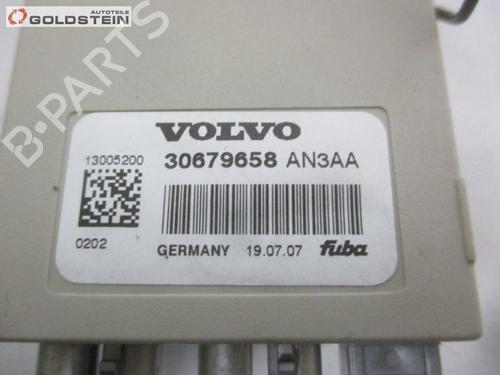 AUTOTEILE
GOLDSTEIN
B-PARTS
VOLVO
13005200
30679658 AN3AA
0202
GERMANY 19.07.07 fuba